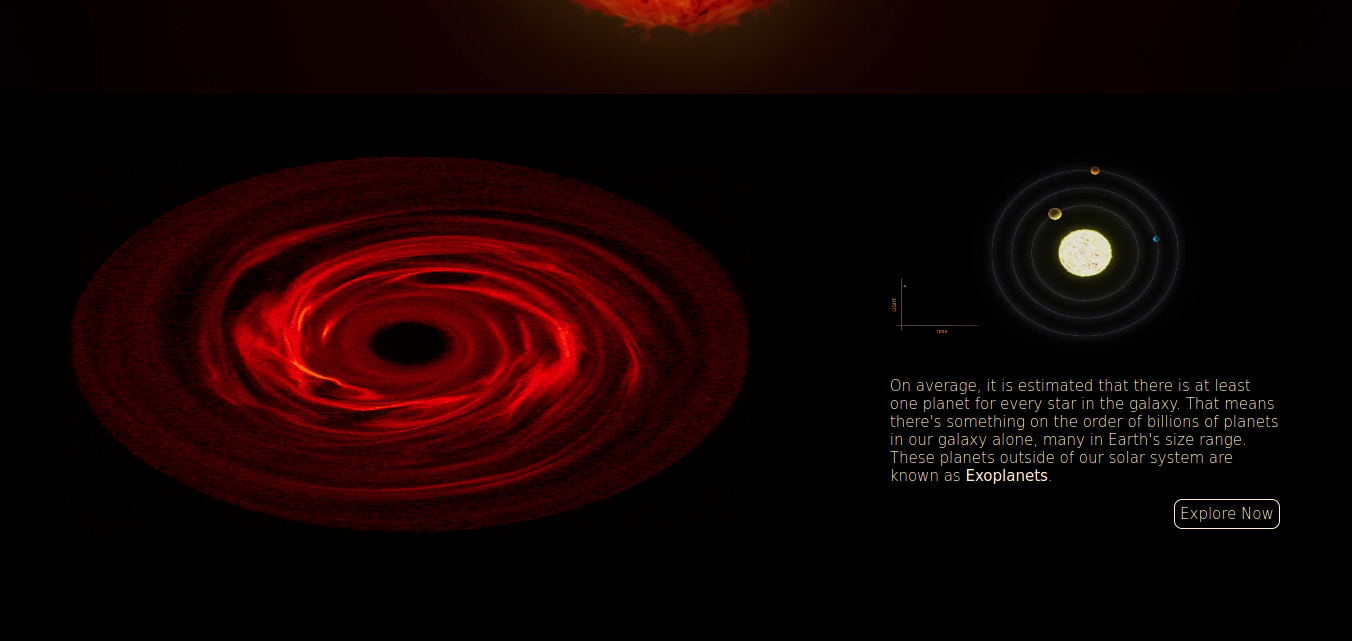 LIGHT
TIME
On average, it is estimated that there is at least
one planet for every star in the galaxy. That means
there's something on the order of billions of planets
in our galaxy alone, many in Earth's size range.
These planets outside of our solar system are
known as Exoplanets.
Explore Now